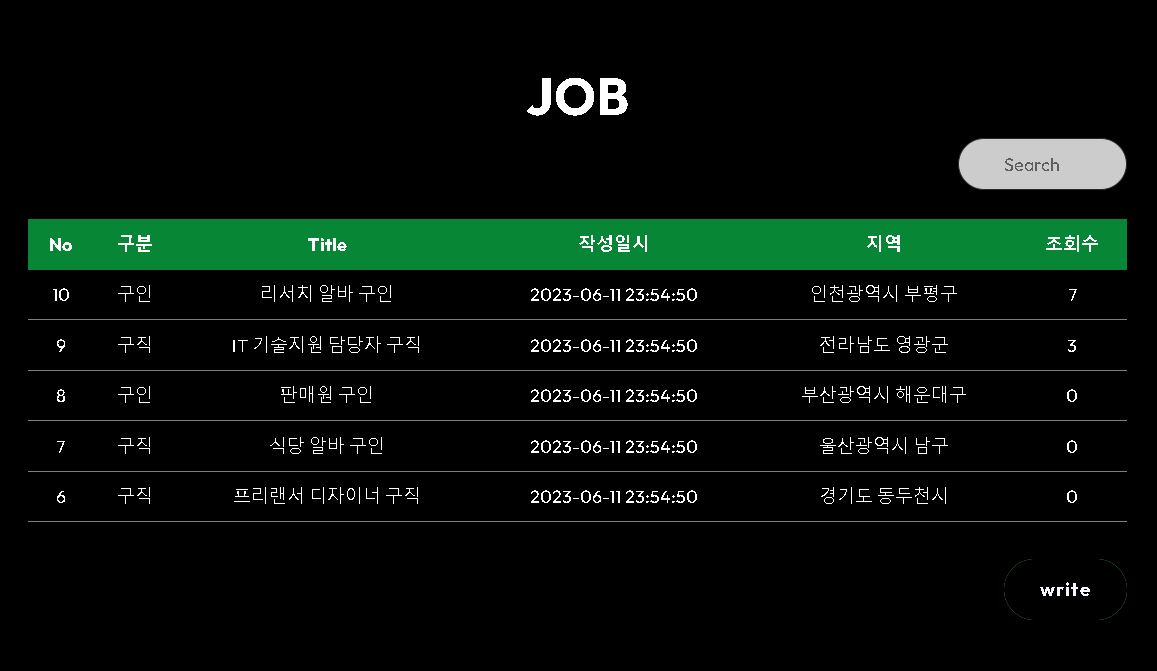 JOB
Search
No 구분 Title 작성일시 지역 조회수
10 구인 리서치 알바 구인 2023-06-11 23:54:50 인천광역시 부평구 7
9 구직 IT 기술지원 담당자 구직 2023-06-11 23:54:50 전라남도 영광군 3
8 구인 판매원 구인 2023-06-11 23:54:50 부산광역시 해운대구 0
7 구직 식당 알바 구인 2023-06-11 23:54:50 울산광역시 남구 0
6 구직 프리랜서 디자이너 구직 2023-06-11 23:54:50 경기도 동두천시 0
write